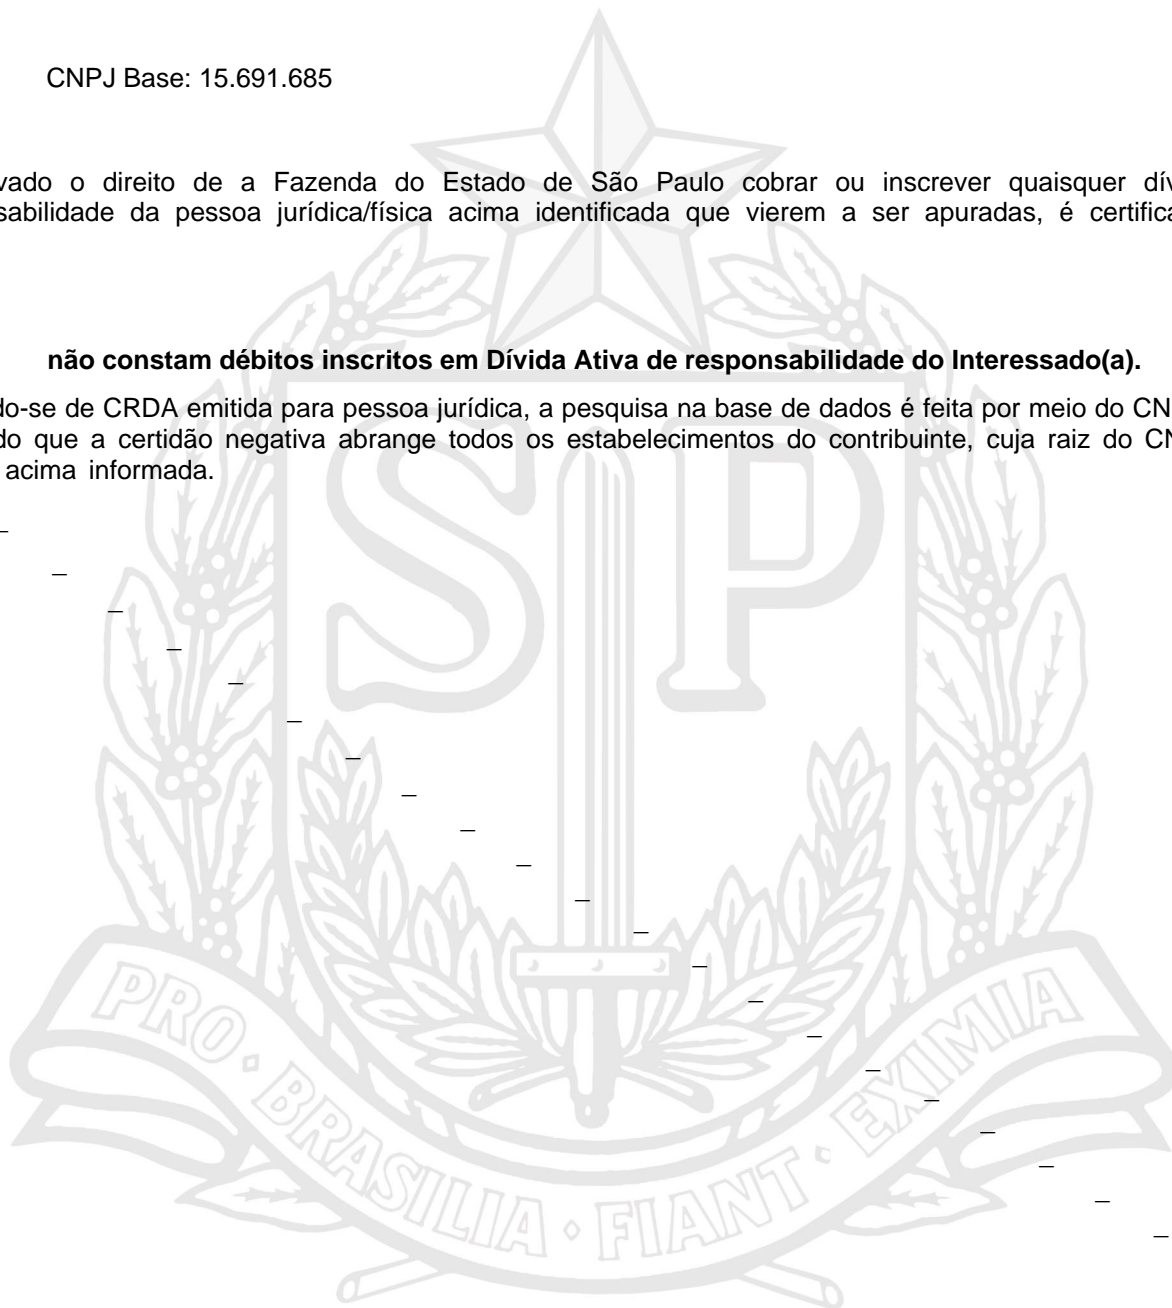 CNPJ Base: 15.691.685
vado o direito de a Fazenda do Estado de São Paulo cobrar ou inscrever quaisquer dív
sabilidade da pessoa jurídica/física acima identificada que vierem a ser apuradas, é certifica
não constam débitos inscritos em Dívida Ativa de responsabilidade do Interessado(a).
do-se de CRDA emitida para pessoa jurídica, a pesquisa na base de dados é feita por meio do CN
do que a certidão negativa abrange todos os estabelecimentos do contribuinte, cuja raiz do CN
acima informada.
SP
PRO • BRASILIA • FIANT • EXIMIA